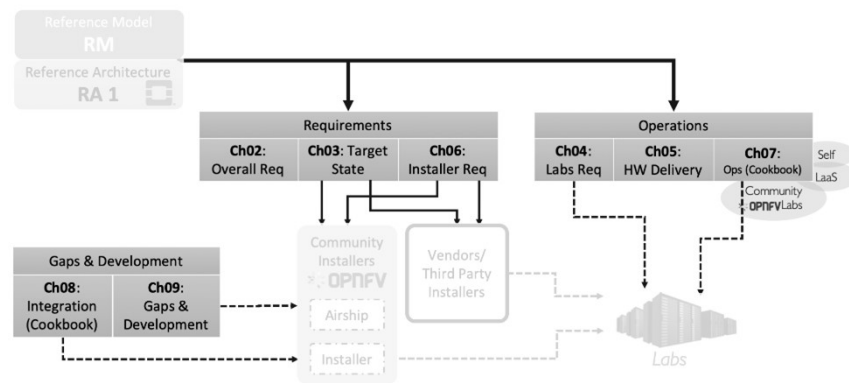 Reference Model
RM
Reference Architecture
RA 1
Requirements
Ch02:
Overall Req
Ch03: Target
State
Ch06:
Installer Req
Operations
Ch04:
Labs Req
Ch05:
HW Delivery
Ch07:
Ops (Cookbook)
Self
LaaS
Community
OPNFV Labs
Community
Installers
OPNFV
Airship
Installer
Vendors/
Third Party
Installers
Gaps & Development
Ch08:
Integration
(Cookbook)
Ch09:
Gaps &
Development
Labs